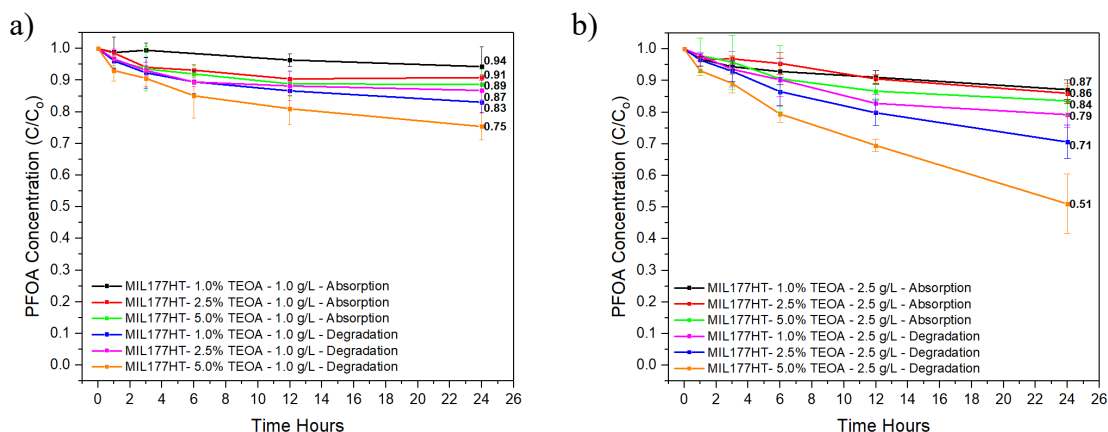 a)
PFOA Concentration (C/Co)
1.0
0.9
0.8
0.7
0.6
0.5
0.4
0.3
0.2
0.1
0.0
0.94
0.91
0.89
0.87
0.83
0.75
MIL177HT- 1.0% TEOA - 1.0 g/L - Absorption
MIL177HT- 2.5% TEOA - 1.0 g/L - Absorption
MIL177HT- 5.0% TEOA - 1.0 g/L - Absorption
MIL177HT- 1.0% TEOA - 1.0 g/L - Degradation
MIL177HT- 2.5% TEOA - 1.0 g/L - Degradation
MIL177HT- 5.0% TEOA - 1.0 g/L - Degradation
0 2 4 6 8 10 12 14 16 18 20 22 24 26
Time Hours
b)
PFOA Concentration (C/Co)
1.0
0.9
0.8
0.7
0.6
0.5
0.4
0.3
0.2
0.1
0.0
0.87
0.86
0.84
0.79
0.71
0.51
MIL177HT- 1.0% TEOA - 2.5 g/L - Absorption
MIL177HT- 2.5% TEOA - 2.5 g/L - Absorption
MIL177HT- 5.0% TEOA - 2.5 g/L - Absorption
MIL177HT- 1.0% TEOA - 2.5 g/L - Degradation
MIL177HT- 2.5% TEOA - 2.5 g/L - Degradation
MIL177HT- 5.0% TEOA - 2.5 g/L - Degradation
0 2 4 6 8 10 12 14 16 18 20 22 24 26
Time Hours